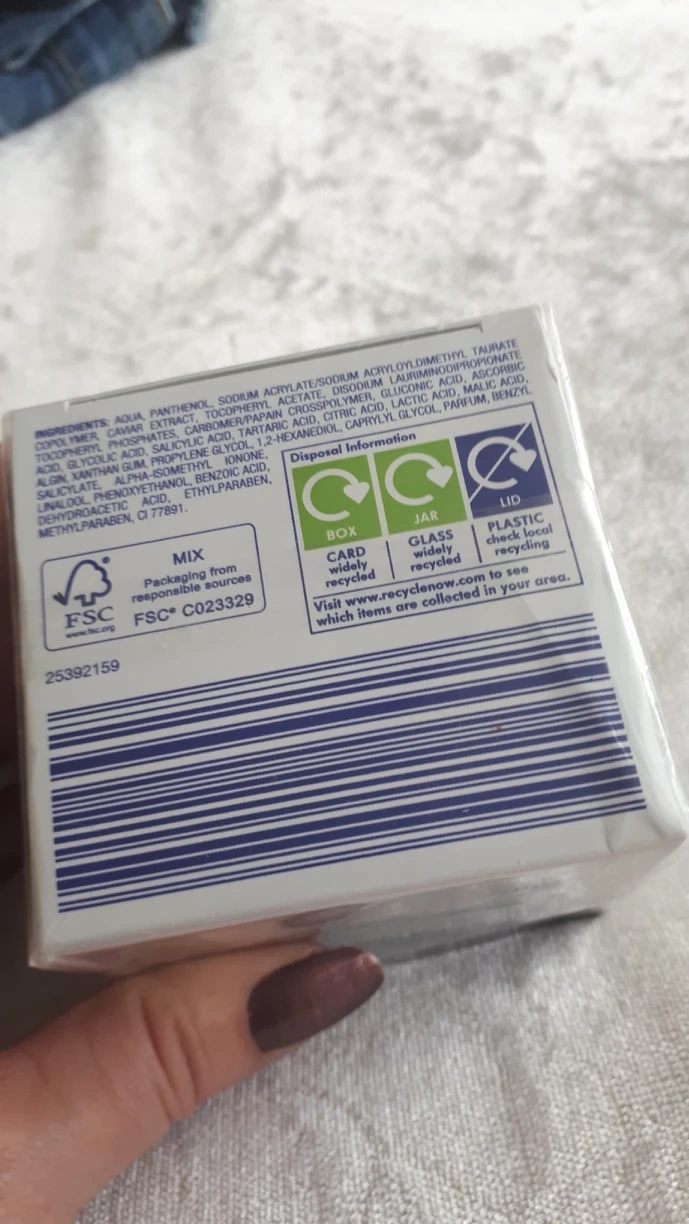 INGREDIENTS: AQUA, PANTHENOL, SODIUM ACRYLATE/SODIUM ACRYLOYLDIMETHYL TAURATE
COPOLYMER, CAVIAR EXTRACT, TOCOPHERYL ACETATE, DISODIUM LAURIMINODIPROPIONATE
TOCOPHERYL PHOSPHATES, CARBOMER/PAPAIN CROSSPOLYMER, GLUCONIC ACID, ASCORBIC
ACID, GLYCOLIC ACID, SALICYLIC ACID, TARTARIC ACID, CITRIC ACID, LACTIC ACID, MALIC ACID,
ALGIN, XANTHAN GUM, PROPYLENE GLYCOL, 1,2-HEXANEDIOL, CAPRYLYL GLYCOL, PARFUM, BENZYL
SALICYLATE, ALPHA-ISOMETHYL IONONE,
LINALOOL, PHENOXYETHANOL, BENZOIC ACID,
DEHYDROACETIC ACID, ETHYLPARABEN,
METHYLPARABEN, CI 77891.
Disposal Information
BOX
JAR
LID
CARD
widely
recycled
GLASS
widely
recycled
PLASTIC
check local
recycling
Visit www.recyclenow.com to see
which items are collected in your area.
FSC
www.fsc.org
MIX
Packaging from
responsible sources
FSC® C023329
25392159